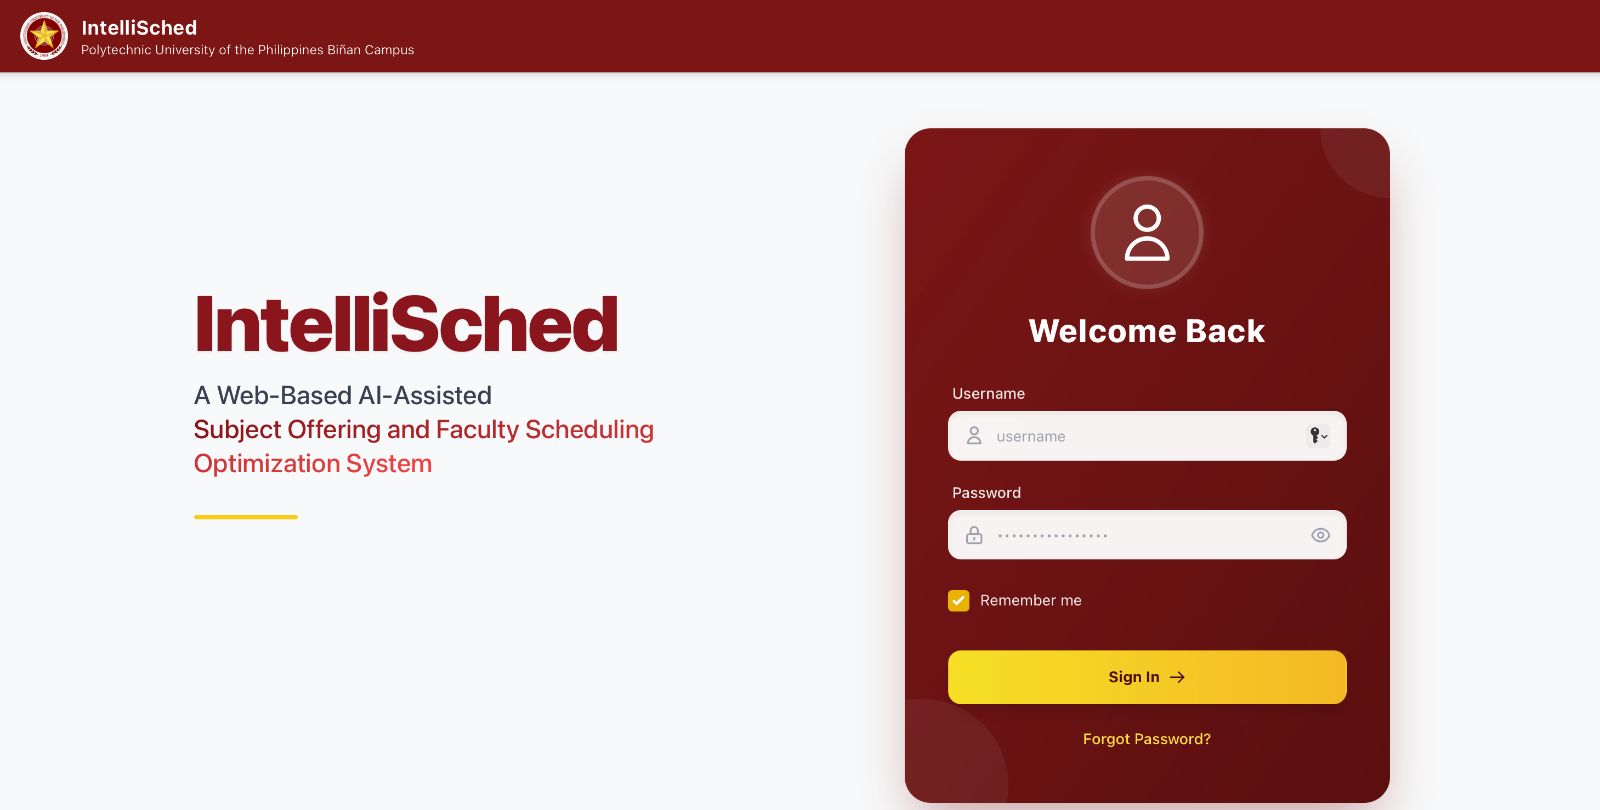 IntelliSched
Polytechnic University of the Philippines Biñan Campus
IntelliSched
A Web-Based AI-Assisted
Subject Offering and Faculty Scheduling
Optimization System
Welcome Back
Username
username
Password
Remember me
Sign In →
Forgot Password?